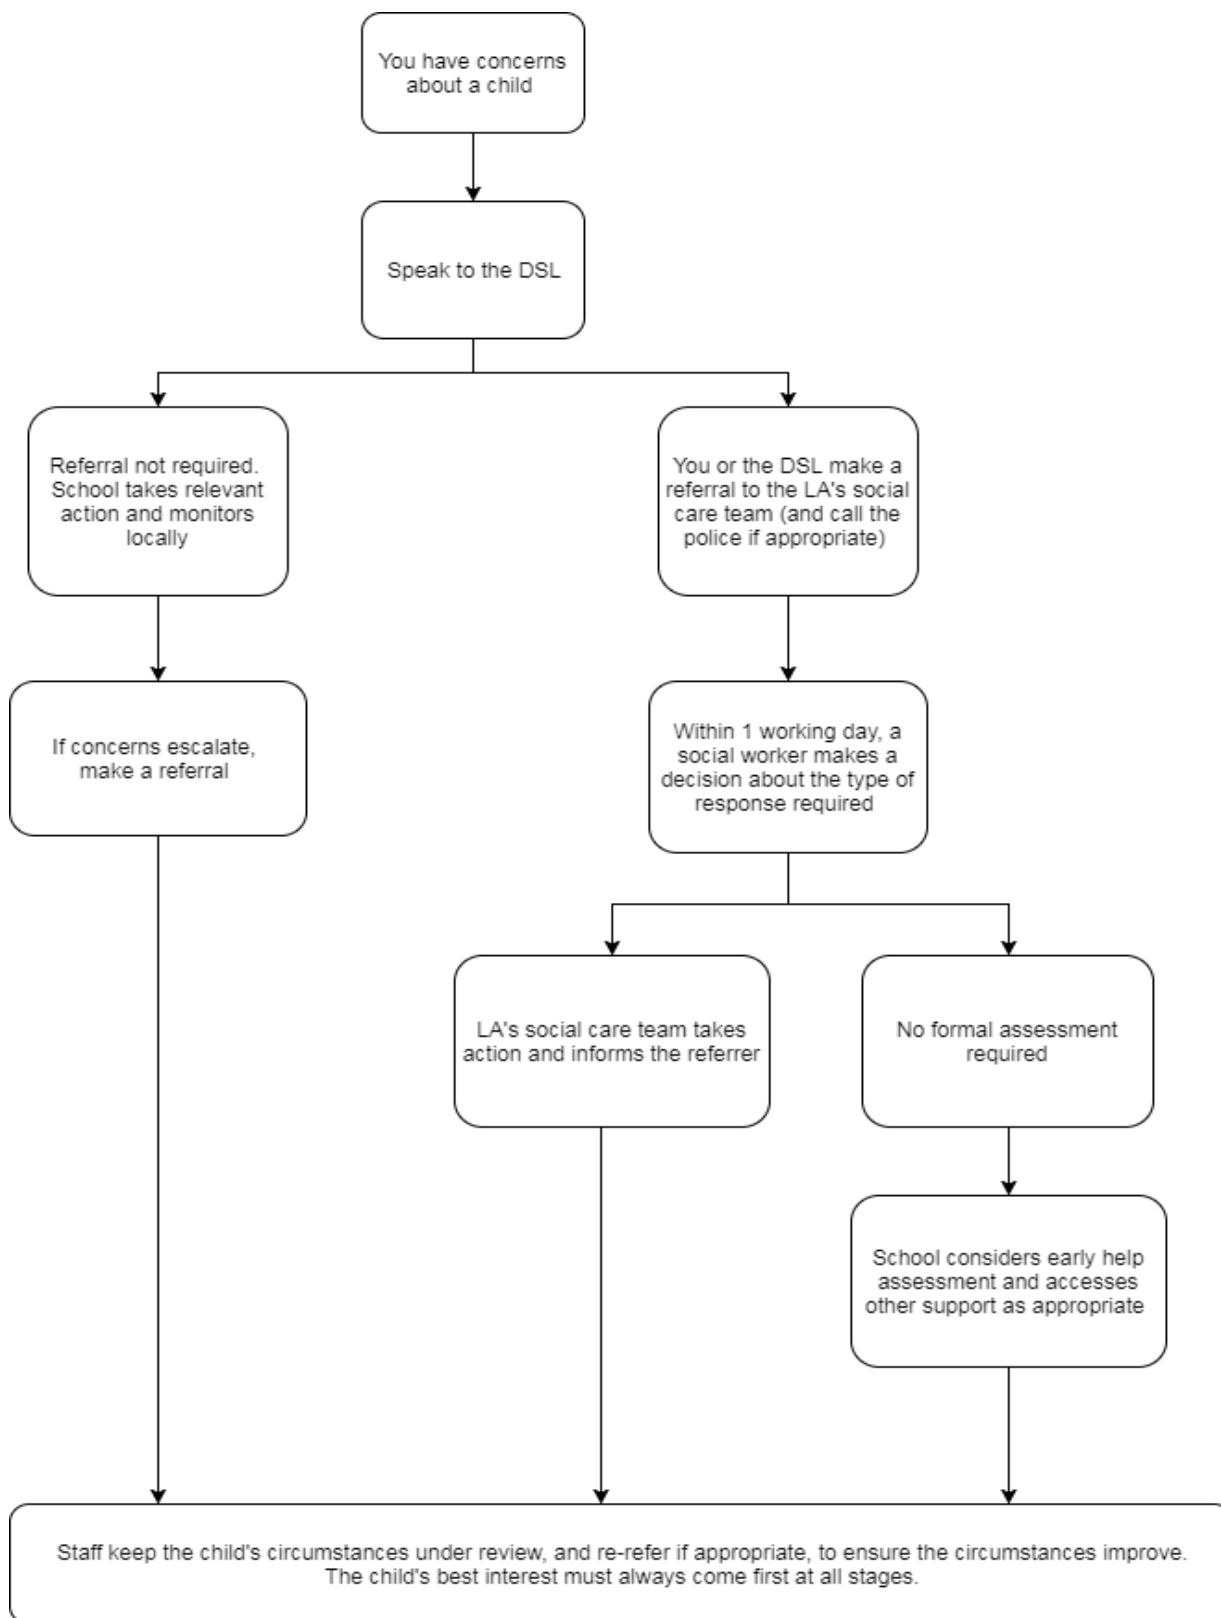 You have concerns
about a child
Speak to the DSL
Referral not required.
School takes relevant
action and monitors
locally
You or the DSL make a
referral to the LA's social
care team (and call the
police if appropriate)
If concerns escalate,
make a referral
Within 1 working day, a
social worker makes a
decision about the type of
response required
LA's social care team takes
action and informs the referrer
No formal assessment
required
School considers early help
assessment and accesses
other support as appropriate
Staff keep the child's circumstances under review, and re-refer if appropriate, to ensure the circumstances improve.
The child's best interest must always come first at all stages.